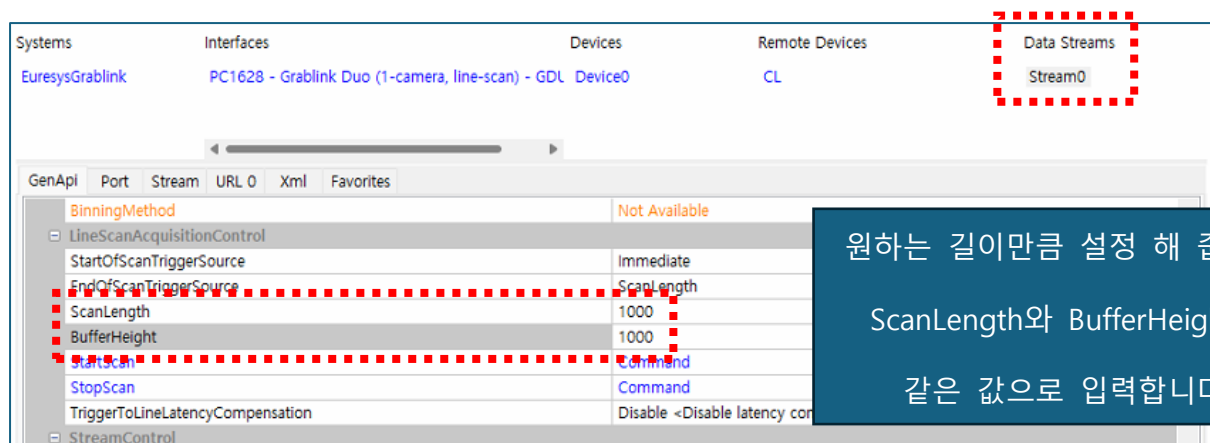 Systems Interfaces Devices Remote Devices Data Streams
EuresysGrablink PC1628 - Grablink Duo (1-camera, line-scan) - GDU Device0 CL Stream0
GenApi Port Stream URL 0 Xml Favorites
BinningMethod Not Available
LineScanAcquisitionControl
StartOfScanTriggerSource Immediate
EndOfScanTriggerSource ScanLength
ScanLength 1000
BufferHeight 1000
StartScan Command
StopScan Command
TriggerToLineLatencyCompensation Disable <Disable latency con
StreamControl
원하는 길이만큼 설정 해
ScanLength와 BufferHeig
같은 값으로 입력합니다